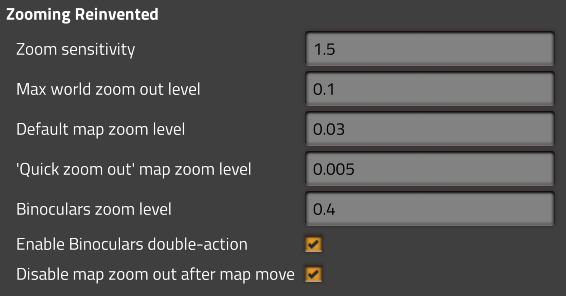 Zooming Reinvented
Zoom sensitivity 1.5
Max world zoom out level 0.1
Default map zoom level 0.03
'Quick zoom out' map zoom level 0.005
Binoculars zoom level 0.4
Enable Binoculars double-action
Disable map zoom out after map move